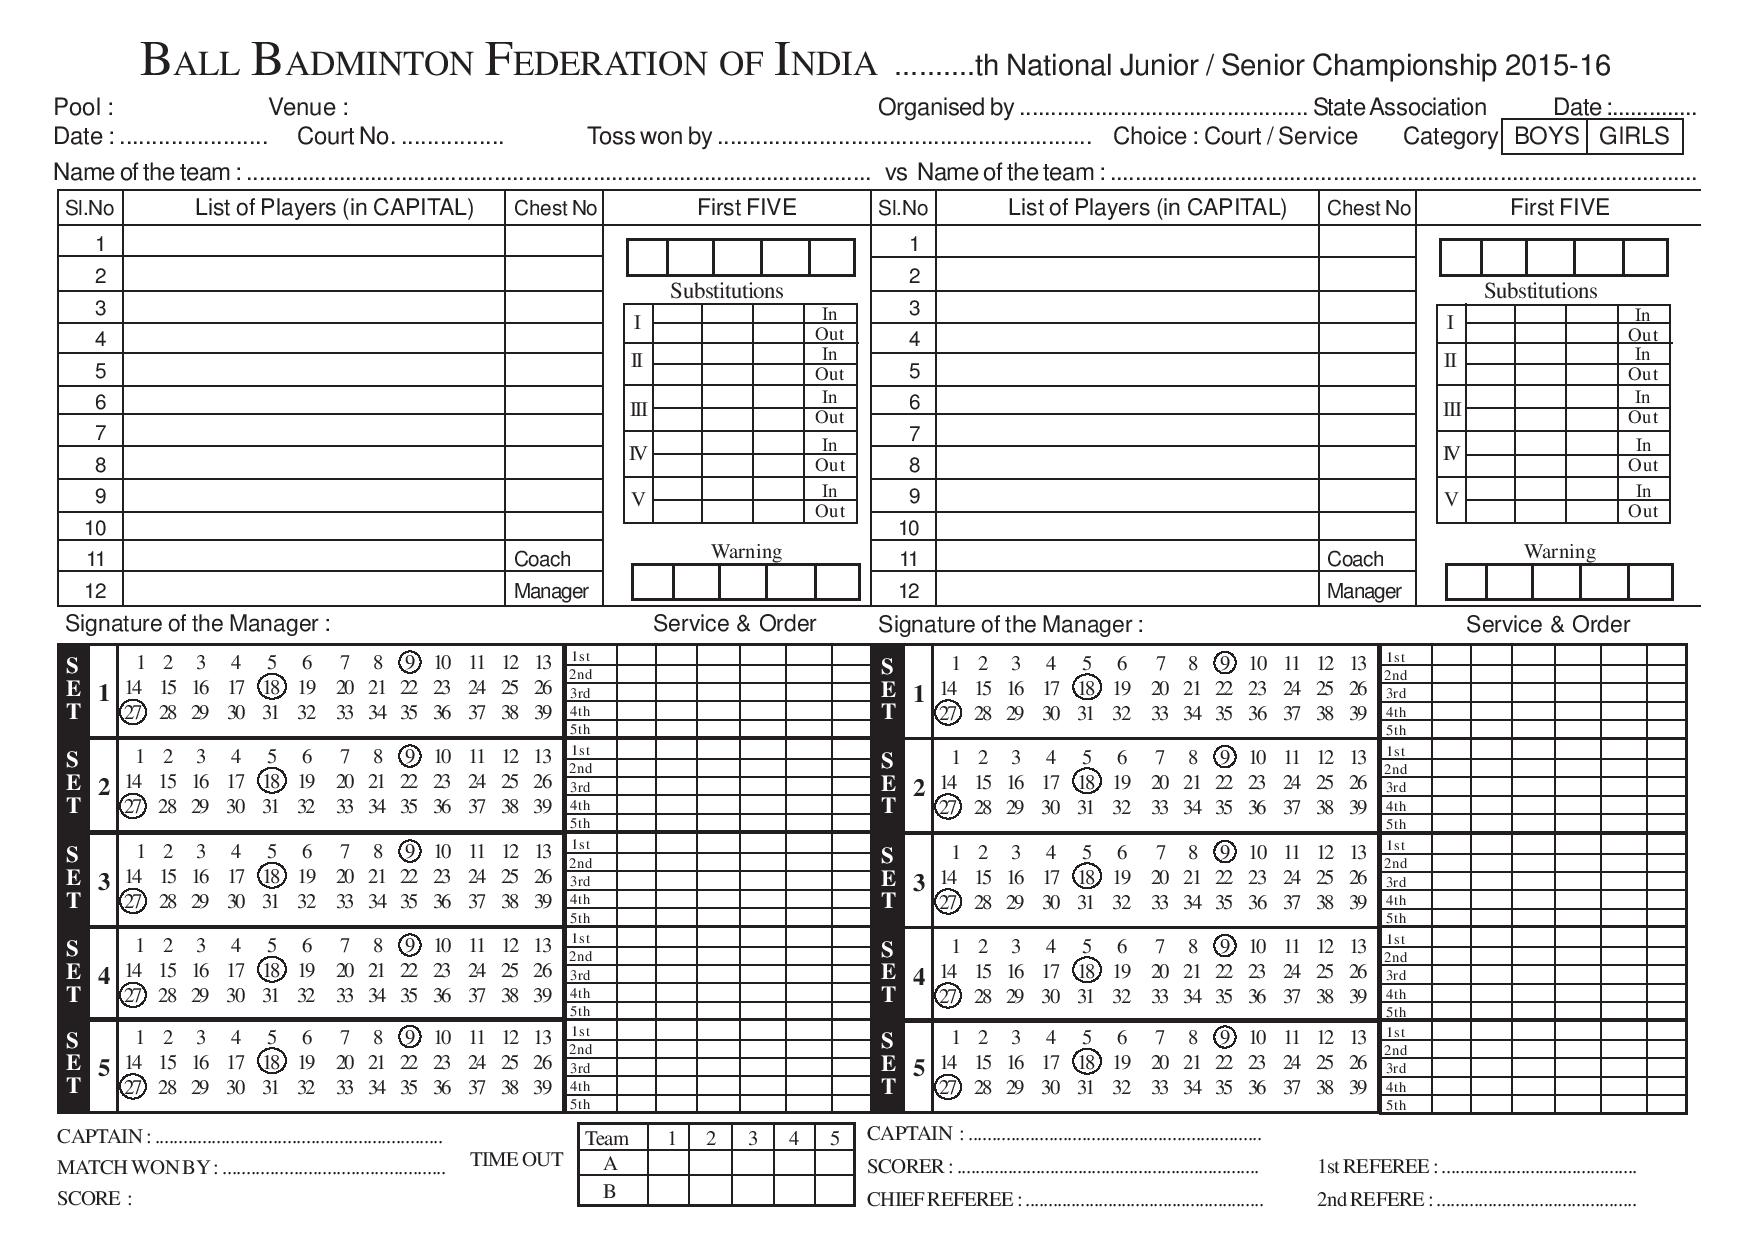 BALL BADMINTON FEDERATION OF INDIA ..........th National Junior / Senior Championship 2015-16
Pool : Venue : Organised by .............................................. State Association Date :..............
Date : ........................ Court No. ................ Toss won by ........................................................... Choice : Court / Service Category BOYS GIRLS
Name of the team : .................................................................................................... vs Name of the team : ..............................................................................................
Sl.No List of Players (in CAPITAL) Chest No First FIVE Sl.No List of Players (in CAPITAL) Chest No First FIVE
1 1
2 Substitutions 2 Substitutions
3 I In 3 I In
4 Out 4 Out
II In II In
5 Out 5 Out
6 III In 6 III In
7 Out 7 Out
8 IV In 8 IV In
Out Out
9 V In 9 V In
10 Out 10 Out
11 Coach Warning 11 Coach Warning
12 Manager 12 Manager
Signature of the Manager : Service & Order Signature of the Manager : Service & Order
SET 1 1 2 3 4 5 6 7 8 9 10 11 12 13 1st SET 1 1 2 3 4 5 6 7 8 9 10 11 12 13 1st
2nd 2nd
14 15 16 17 18 19 20 21 22 23 24 25 26 3rd 14 15 16 17 18 19 20 21 22 23 24 25 26 3rd
27 28 29 30 31 32 33 34 35 36 37 38 39 4th 27 28 29 30 31 32 33 34 35 36 37 38 39 4th
5th 5th
SET 2 1 2 3 4 5 6 7 8 9 10 11 12 13 1st SET 2 1 2 3 4 5 6 7 8 9 10 11 12 13 1st
2nd 2nd
14 15 16 17 18 19 20 21 22 23 24 25 26 3rd 14 15 16 17 18 19 20 21 22 23 24 25 26 3rd
27 28 29 30 31 32 33 34 35 36 37 38 39 4th 27 28 29 30 31 32 33 34 35 36 37 38 39 4th
5th 5th
SET 3 1 2 3 4 5 6 7 8 9 10 11 12 13 1st SET 3 1 2 3 4 5 6 7 8 9 10 11 12 13 1st
2nd 2nd
14 15 16 17 18 19 20 21 22 23 24 25 26 3rd 14 15 16 17 18 19 20 21 22 23 24 25 26 3rd
27 28 29 30 31 32 33 34 35 36 37 38 39 4th 27 28 29 30 31 32 33 34 35 36 37 38 39 4th
5th 5th
SET 4 1 2 3 4 5 6 7 8 9 10 11 12 13 1st SET 4 1 2 3 4 5 6 7 8 9 10 11 12 13 1st
2nd 2nd
14 15 16 17 18 19 20 21 22 23 24 25 26 3rd 14 15 16 17 18 19 20 21 22 23 24 25 26 3rd
27 28 29 30 31 32 33 34 35 36 37 38 39 4th 27 28 29 30 31 32 33 34 35 36 37 38 39 4th
5th 5th
SET 5 1 2 3 4 5 6 7 8 9 10 11 12 13 1st SET 5 1 2 3 4 5 6 7 8 9 10 11 12 13 1st
2nd 2nd
14 15 16 17 18 19 20 21 22 23 24 25 26 3rd 14 15 16 17 18 19 20 21 22 23 24 25 26 3rd
27 28 29 30 31 32 33 34 35 36 37 38 39 4th 27 28 29 30 31 32 33 34 35 36 37 38 39 4th
5th 5th
CAPTAIN : ............................................................. Team 1 2 3 4 5 CAPTAIN : ..............................................................
MATCH WON BY : ............................................... TIME OUT A SCORER : ................................................................ 1st REFEREE : .........................................
SCORE : B CHIEF REFEREE : .................................................. 2nd REFERE : ..........................................